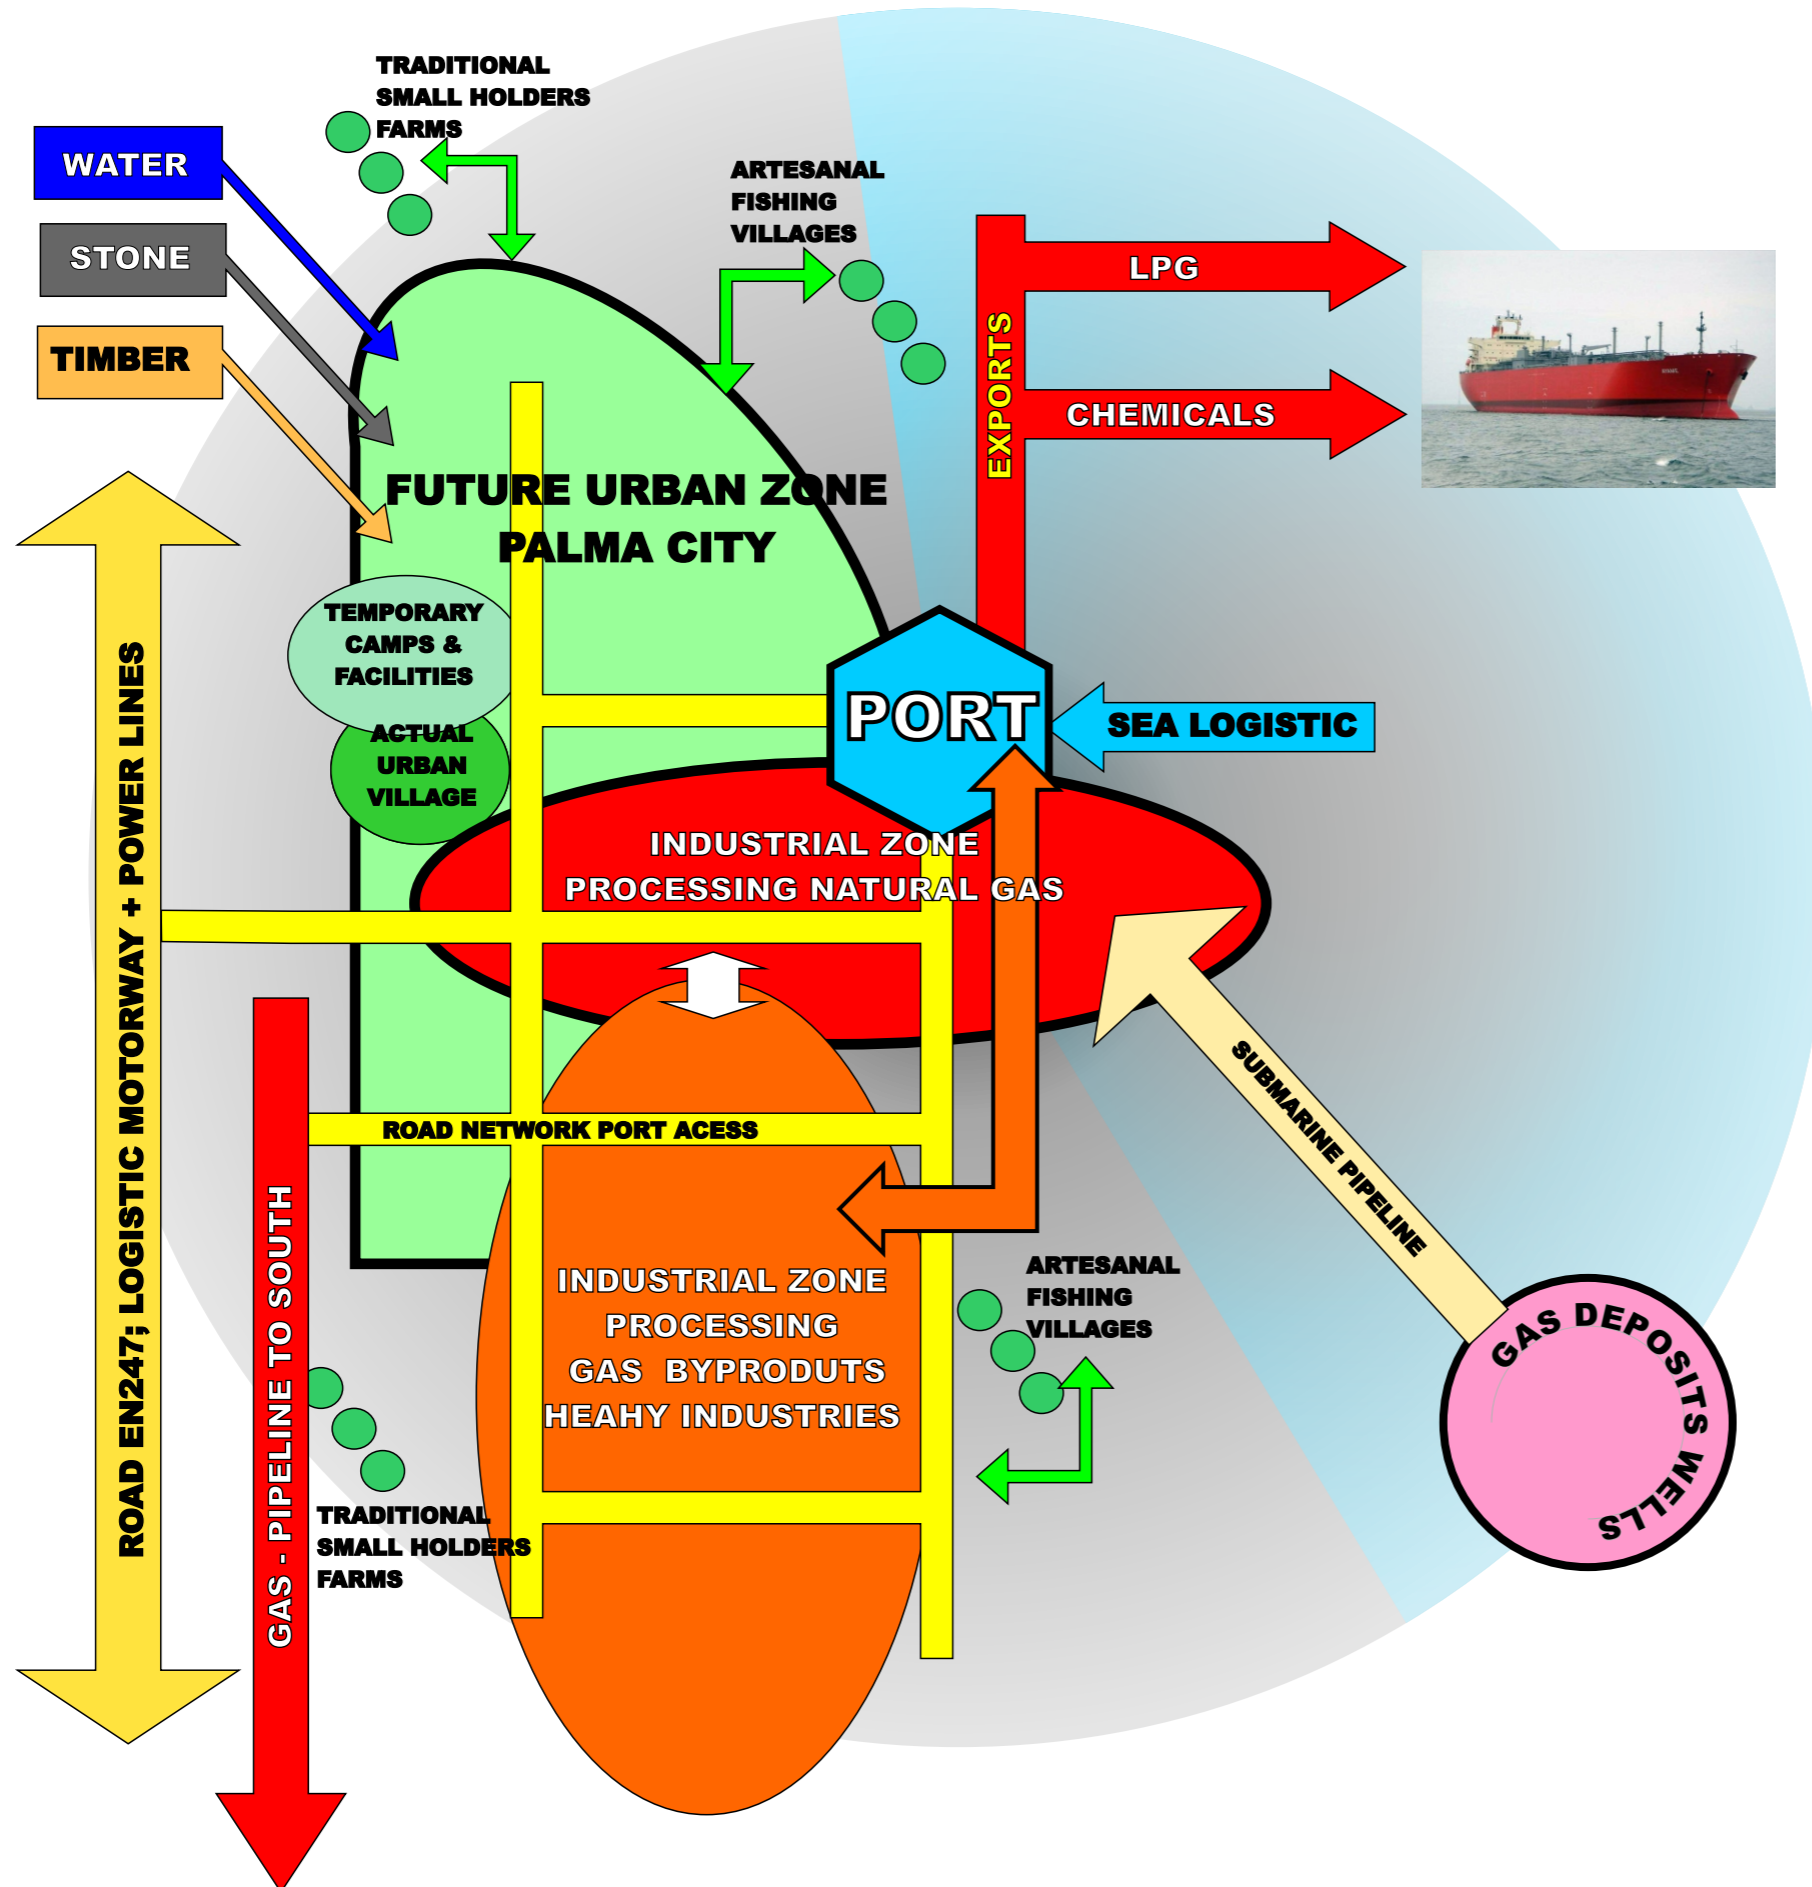 TRADITIONAL
SMALL HOLDERS
FARMS
WATER
ARTESANAL
FISHING
VILLAGES
STONE
LPG
TIMBER
EXPORTS
CHEMICALS
FUTURE URBAN ZONE
PALMA CITY
TEMPORARY
CAMPS &
FACILITIES
PORT
SEA LOGISTIC
ACTUAL
URBAN
VILLAGE
ROAD EN247; LOGISTIC MOTORWAY + POWER LINES
INDUSTRIAL ZONE
PROCESSING NATURAL GAS
SUBMARINE PIPELINE
ROAD NETWORK PORT ACESS
GAS - PIPELINE TO SOUTH
INDUSTRIAL ZONE
PROCESSING
GAS BYPRODUTS
HEAHY INDUSTRIES
ARTESANAL
FISHING
VILLAGES
GAS DEPOSITS WELLS
TRADITIONAL
SMALL HOLDERS
FARMS